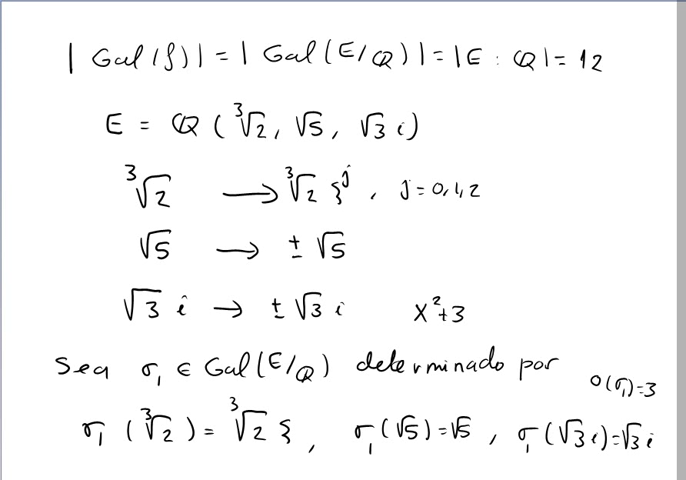 | Gal(f)| = | Gal(E/Q)| = |E : Q| = 12
E = Q(∛2, √5, √3 i)
∛2 → ∛2 ξ^j, j = 0,1,2
√5 → ± √5
√3 i → ± √3 i x²+3
Sea σ₁ ∈ Gal(E/Q) determinado por o(σ₁)=3
σ₁(∛2) = ∛2 ξ, σ₁(√5) = √5, σ₁(√3 i) = √3 i